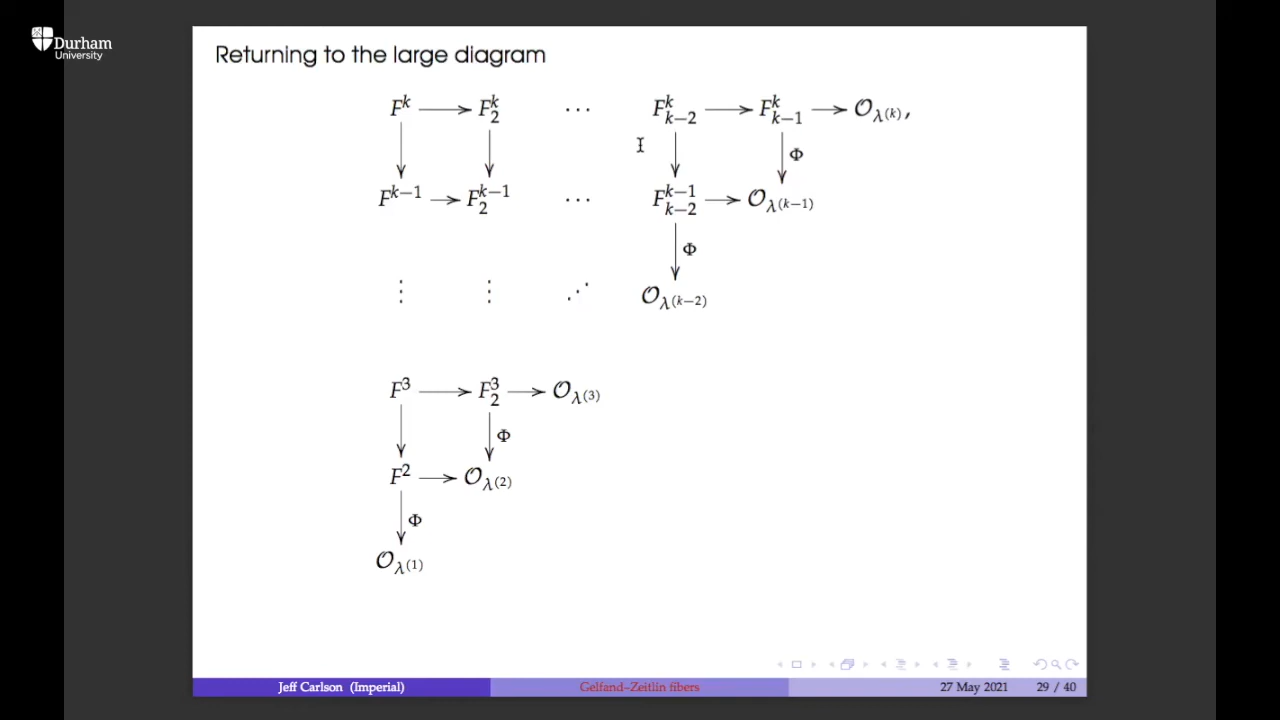 Durham
University
Returning to the large diagram
F^k ⟶ F^k_2 ⋯ F^k_{k−2} ⟶ F^k_{k−1} ⟶ 𝒪_{λ^{(k)}},
Φ
F^{k−1} ⟶ F^{k−1}_2 ⋯ F^{k−1}_{k−2} ⟶ 𝒪_{λ^{(k−1)}}
Φ
⋮ ⋮ ⋰ 𝒪_{λ^{(k−2)}}
F^3 ⟶ F^3_2 ⟶ 𝒪_{λ^{(3)}}
Φ
F^2 ⟶ 𝒪_{λ^{(2)}}
Φ
𝒪_{λ^{(1)}}
Jeff Carlson (Imperial) Gelfand–Zeitlin fibers 27 May 2021 29 / 40